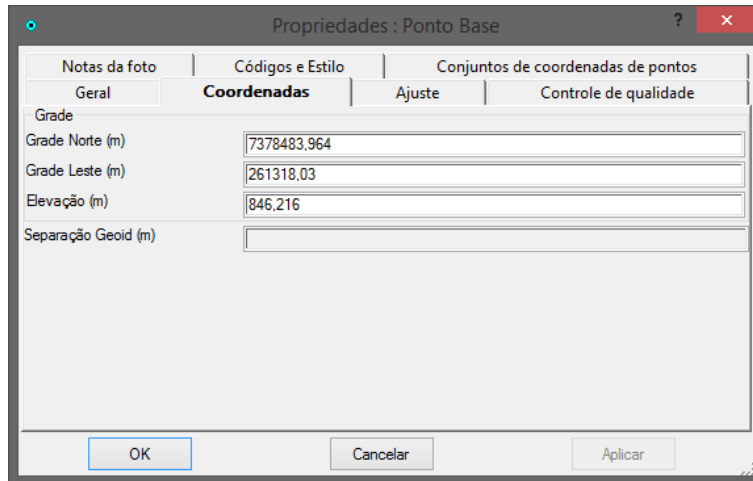 Propriedades : Ponto Base ? ×
Notas da foto Códigos e Estilo Conjuntos de coordenadas de pontos
Geral Coordenadas Ajuste Controle de qualidade
Grade
Grade Norte (m) 7378483,964
Grade Leste (m) 261318,03
Elevação (m) 846,216
Separação Geoid (m)
OK Cancelar Aplicar